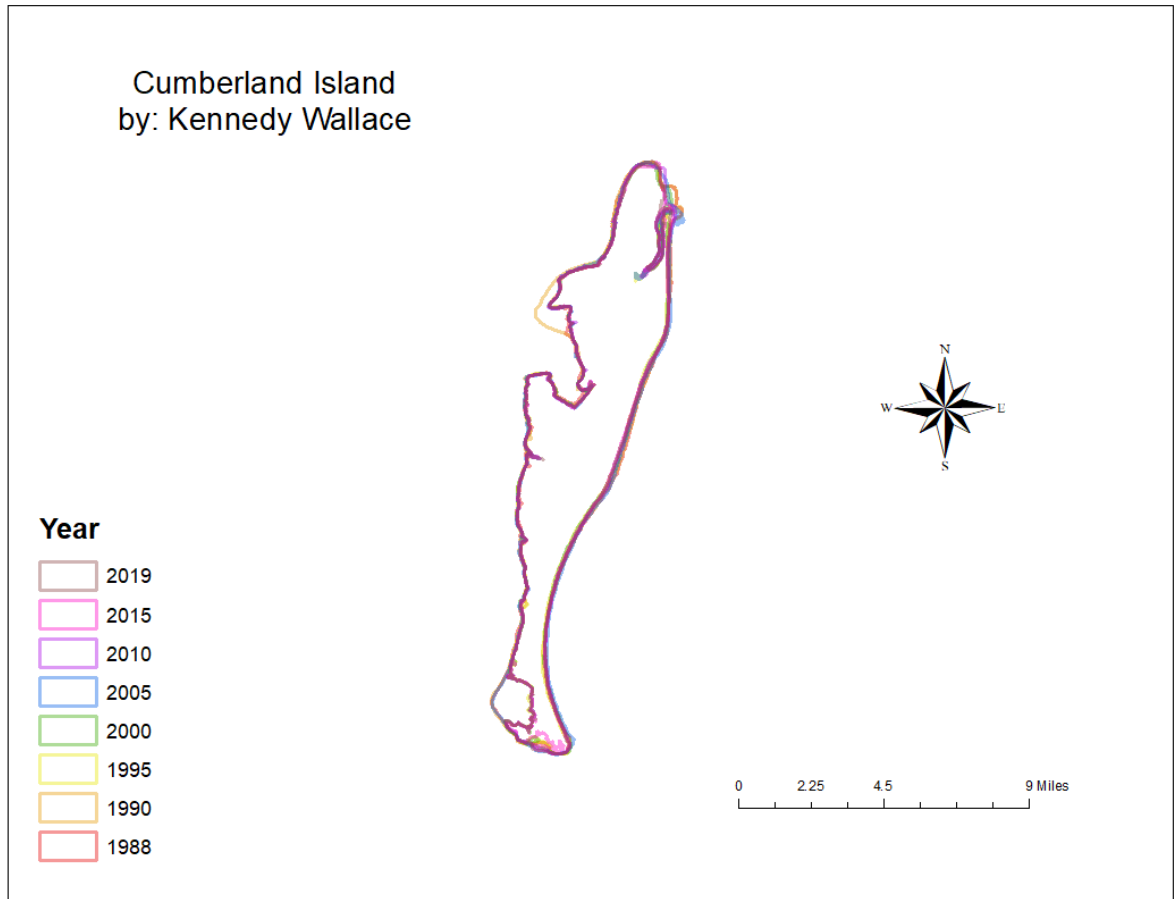 Cumberland Island
by: Kennedy Wallace
N
W E
S
Year
2019
2015
2010
2005
2000
1995
1990
1988
0 2.25 4.5 9 Miles